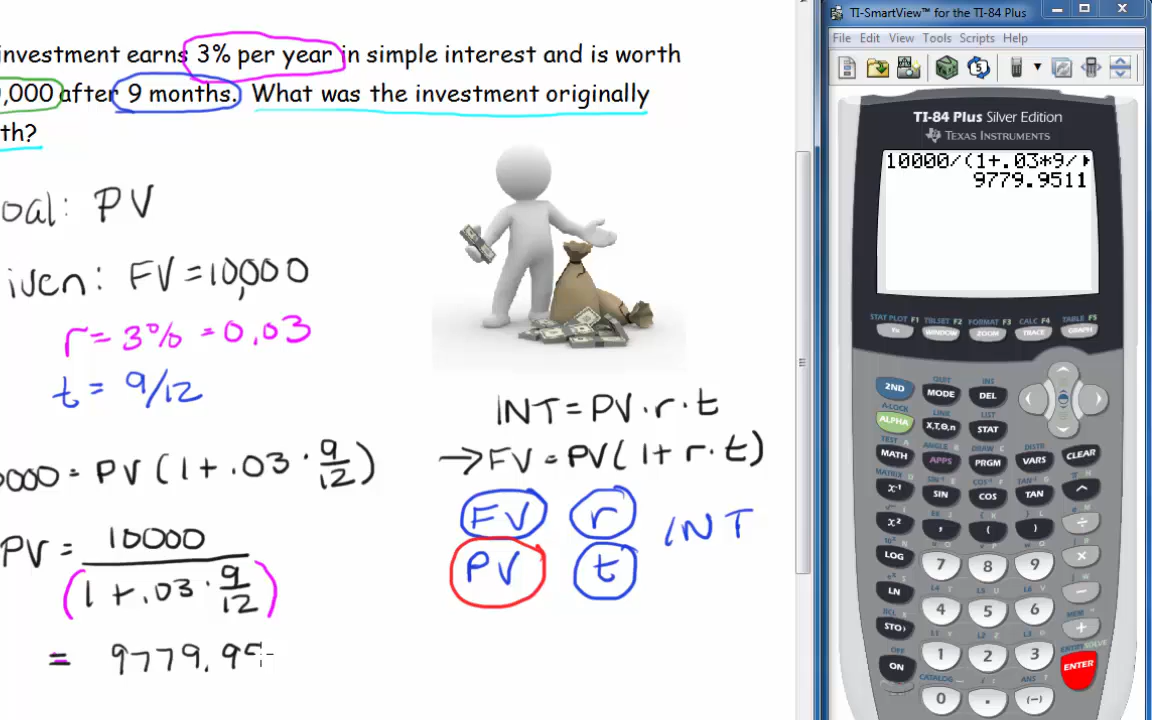 investment earns 3% per year in simple interest and is worth
,000 after 9 months. What was the investment originally
th?
oal: PV
iven: FV=10,000
r= 3% = 0.03
t = 9/12
0000 = PV(1+.03·9/12)
PV = 10000
(1+.03·9/12)
= 9779.95
INT=PV·r·t
→FV=PV(1+r·t)
FV r INT
PV t
TI-SmartView™ for the TI-84 Plus
File Edit View Tools Scripts Help
TI-84 Plus Silver Edition
TEXAS INSTRUMENTS
10000/(1+.03*9/
9779.9511
STAT PLOT F1 TBLSET F2 FORMAT F3 CALC F4 TABLE F5
Y= WINDOW ZOOM TRACE GRAPH
QUIT INS
2ND MODE DEL
A-LOCK LINK LIST
ALPHA X,T,Θ,n STAT
TEST A ANGLE B DRAW C DISTR
MATH APPS PRGM VARS CLEAR
MATRIX D SIN⁻¹ E COS⁻¹ F TAN⁻¹ G π H
X⁻¹ SIN COS TAN ^
X² , ( ) ÷
LOG 7 8 9 ×
LN 4 5 6 −
RCL X L1 Y L2 Z L3 MEM "
STO› 1 2 3 +
OFF CATALOG ANS ? ENTRY SOLVE
ON 0 . (−) ENTER